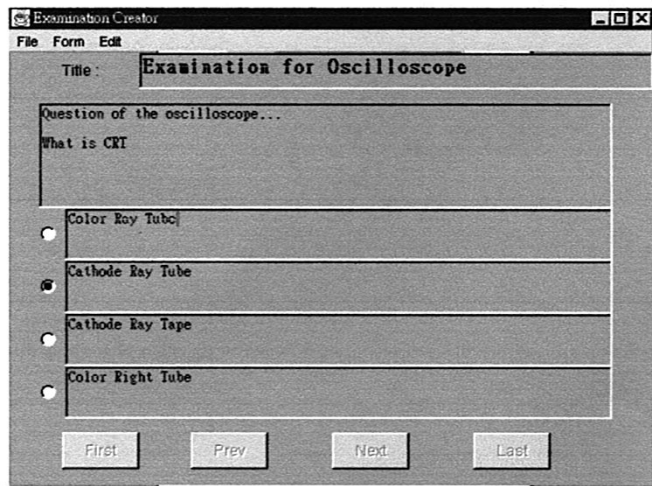 Examination Creator
File Form Edit
Title :
Examination for Oscilloscope
Question of the oscilloscope...
What is CRT
Color Ray Tube
Cathode Ray Tube
Cathode Ray Tape
Color Right Tube
First Prev Next Last